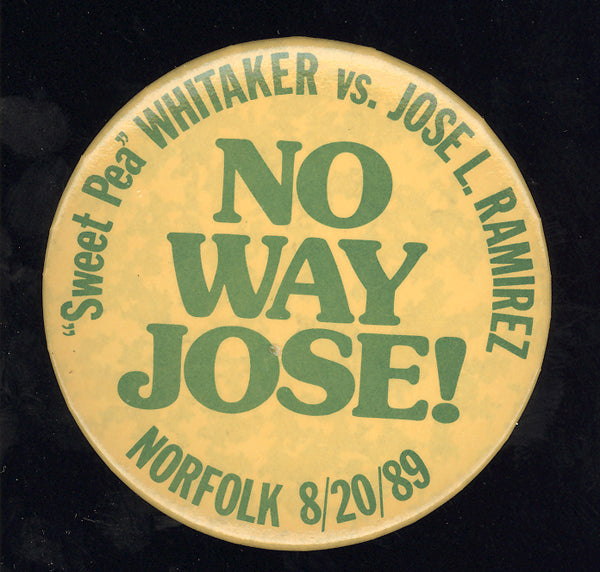 "Sweet Pea" WHITAKER vs. JOSE L. RAMIREZ
NO
WAY
JOSE!
NORFOLK 8/20/89